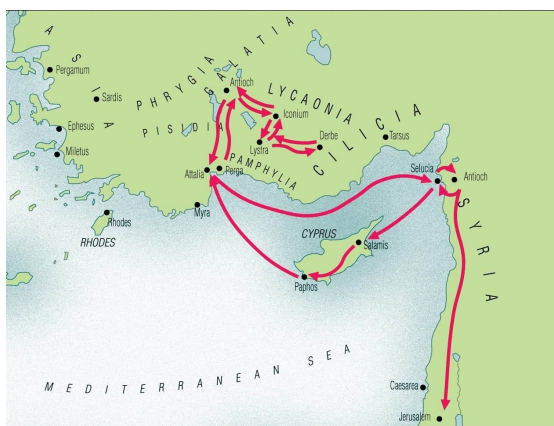 ASIA
Pergamum
Sardis
Ephesus
Miletus
PHRYGIA
GALATIA
Antioch
LYCAONIA
Iconium
PISIDIA
Lystra
Derbe
CILICIA
Tarsus
PAMPHYLIA
Attalia
Perga
Selucia
Antioch
Myra
Rhodes
RHODES
CYPRUS
Salamis
SYRIA
Paphos
MEDITERRANEAN SEA
Caesarea
Jerusalem